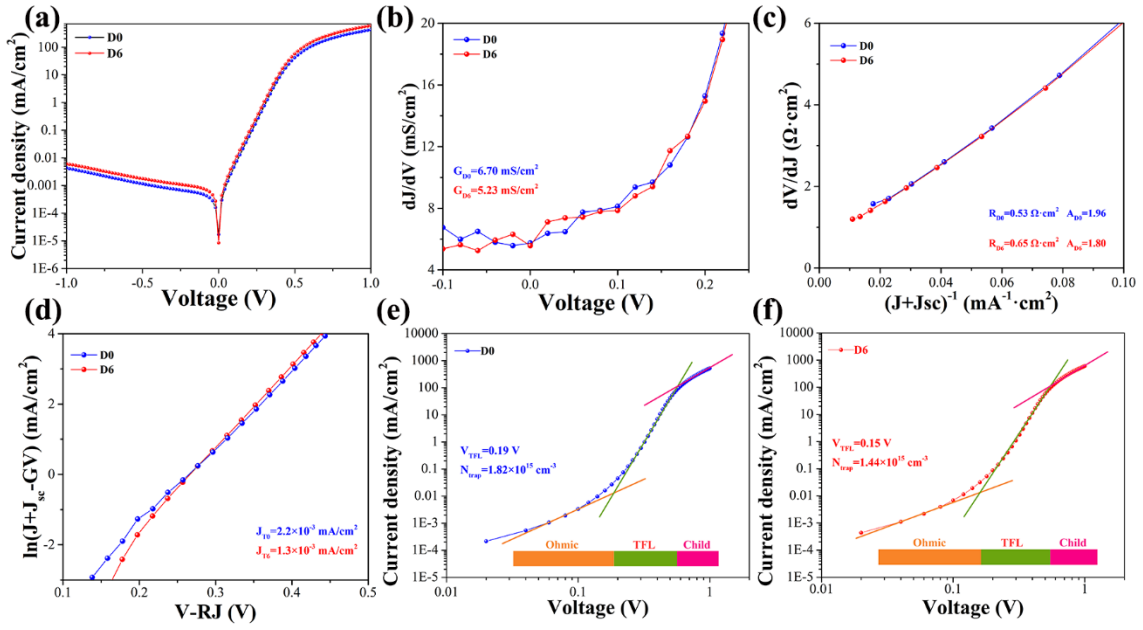 (a)
D0
D6
Current density (mA/cm²)
100
10
1
0.1
0.01
0.001
1E-4
1E-5
1E-6
-1.0
-0.5
0.0
0.5
1.0
Voltage (V)
(b)
D0
D6
dJ/dV (mS/cm²)
20
16
12
8
4
G_D0=6.70 mS/cm²
G_D6=5.23 mS/cm²
-0.1
0.0
0.1
0.2
Voltage (V)
(c)
D0
D6
dV/dJ (Ω·cm²)
6
4
2
0
R_D0=0.53 Ω·cm² A_D0=1.96
R_D6=0.65 Ω·cm² A_D6=1.80
0.00
0.02
0.04
0.06
0.08
0.10
(J+Jsc)⁻¹ (mA⁻¹·cm²)
(d)
D0
D6
ln(J+J_sc-GV) (mA/cm²)
4
2
0
-2
J_T0=2.2×10⁻³ mA/cm²
J_T6=1.3×10⁻³ mA/cm²
0.1
0.2
0.3
0.4
0.5
V-RJ (V)
(e)
D0
Current density (mA/cm²)
10000
1000
100
10
1
0.1
0.01
1E-3
1E-4
1E-5
V_TFL=0.19 V
N_trap=1.82×10¹⁵ cm⁻³
Ohmic
TFL
Child
0.1
1
Voltage (V)
(f)
D6
Current density (mA/cm²)
10000
1000
100
10
1
0.1
0.01
1E-3
1E-4
1E-5
V_TFL=0.15 V
N_trap=1.44×10¹⁵ cm⁻³
Ohmic
TFL
Child
0.1
1
Voltage (V)